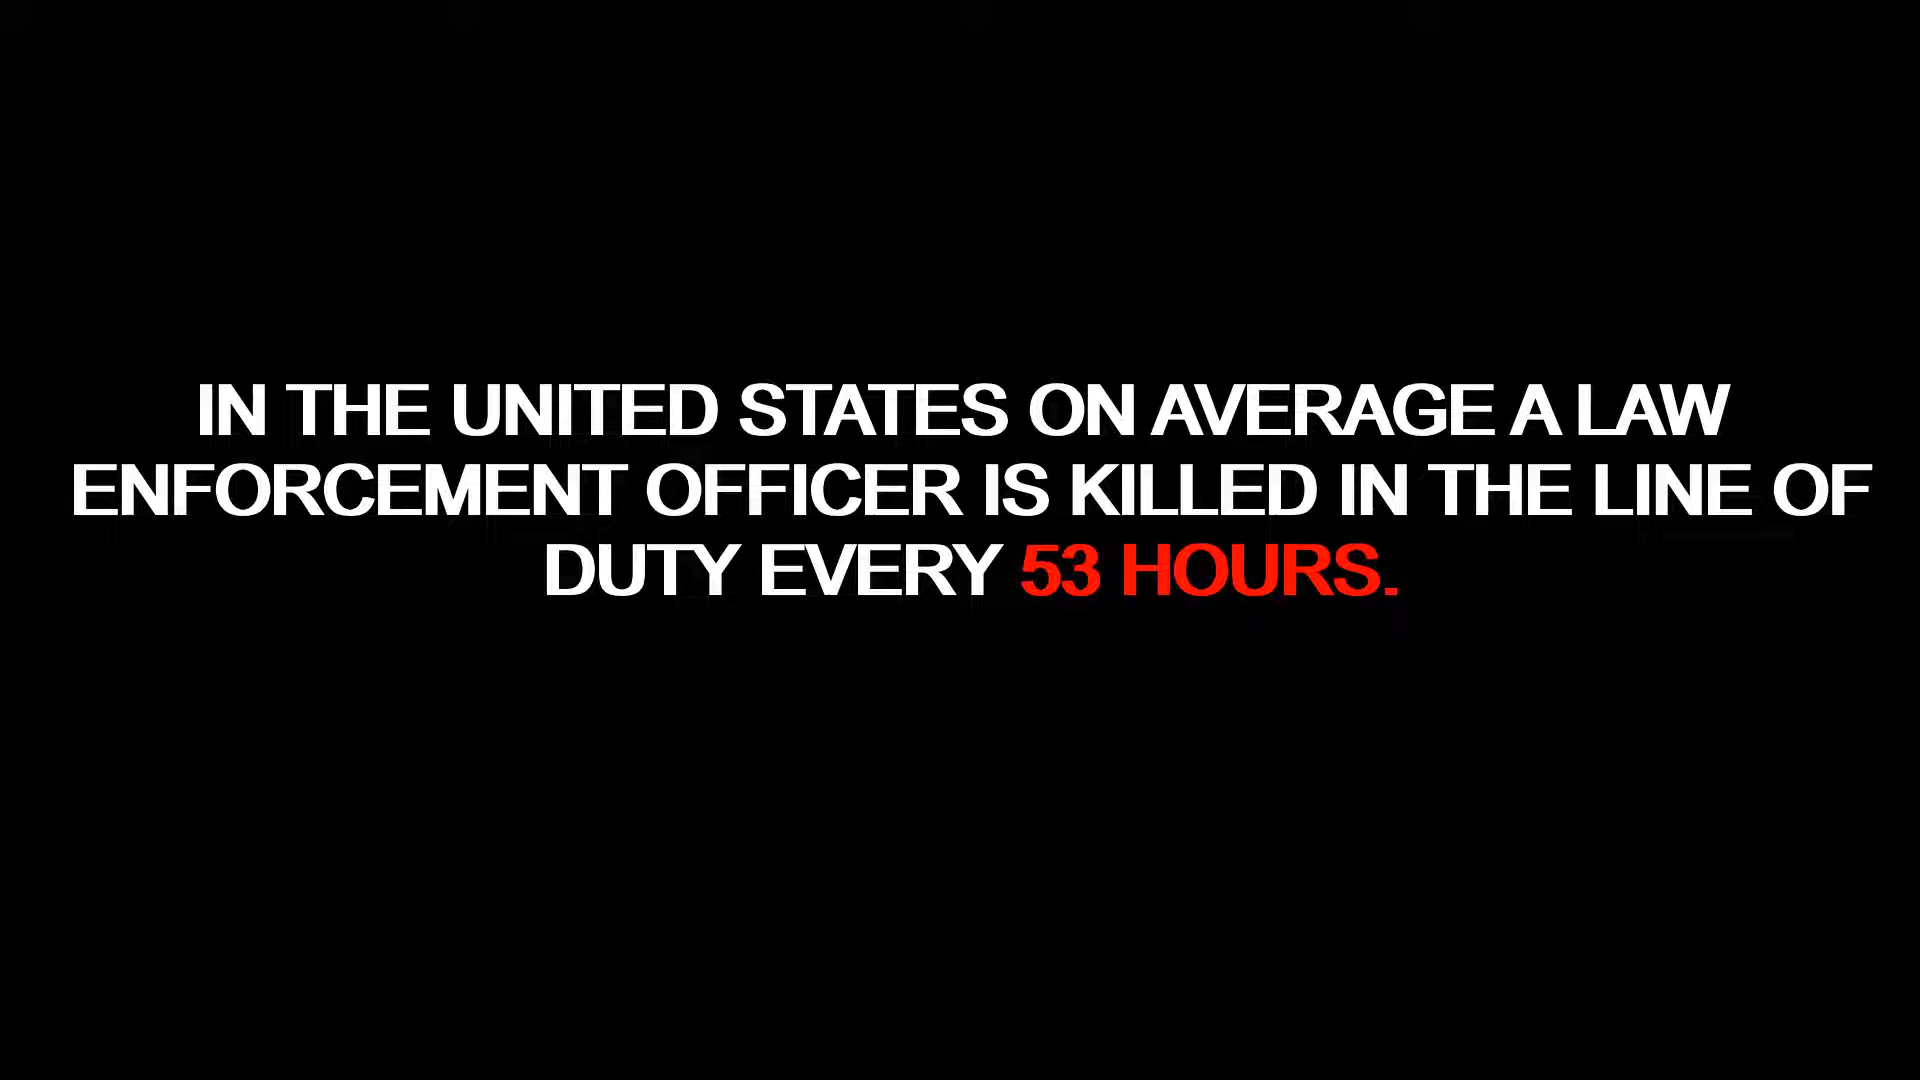 IN THE UNITED STATES ON AVERAGE A LAW
ENFORCEMENT OFFICER IS KILLED IN THE LINE OF
DUTY EVERY 53 HOURS.